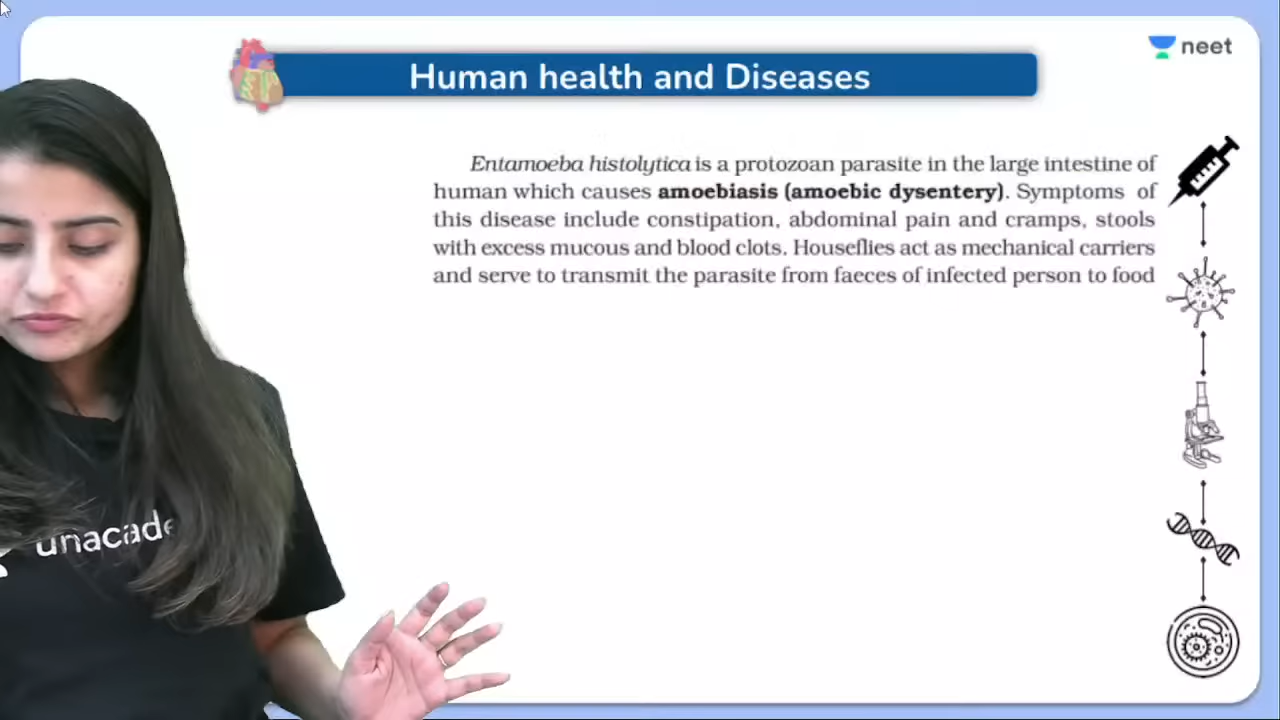 neet
Human health and Diseases
Entamoeba histolytica is a protozoan parasite in the large intestine of
human which causes amoebiasis (amoebic dysentery). Symptoms of
this disease include constipation, abdominal pain and cramps, stools
with excess mucous and blood clots. Houseflies act as mechanical carriers
and serve to transmit the parasite from faeces of infected person to food
unacade